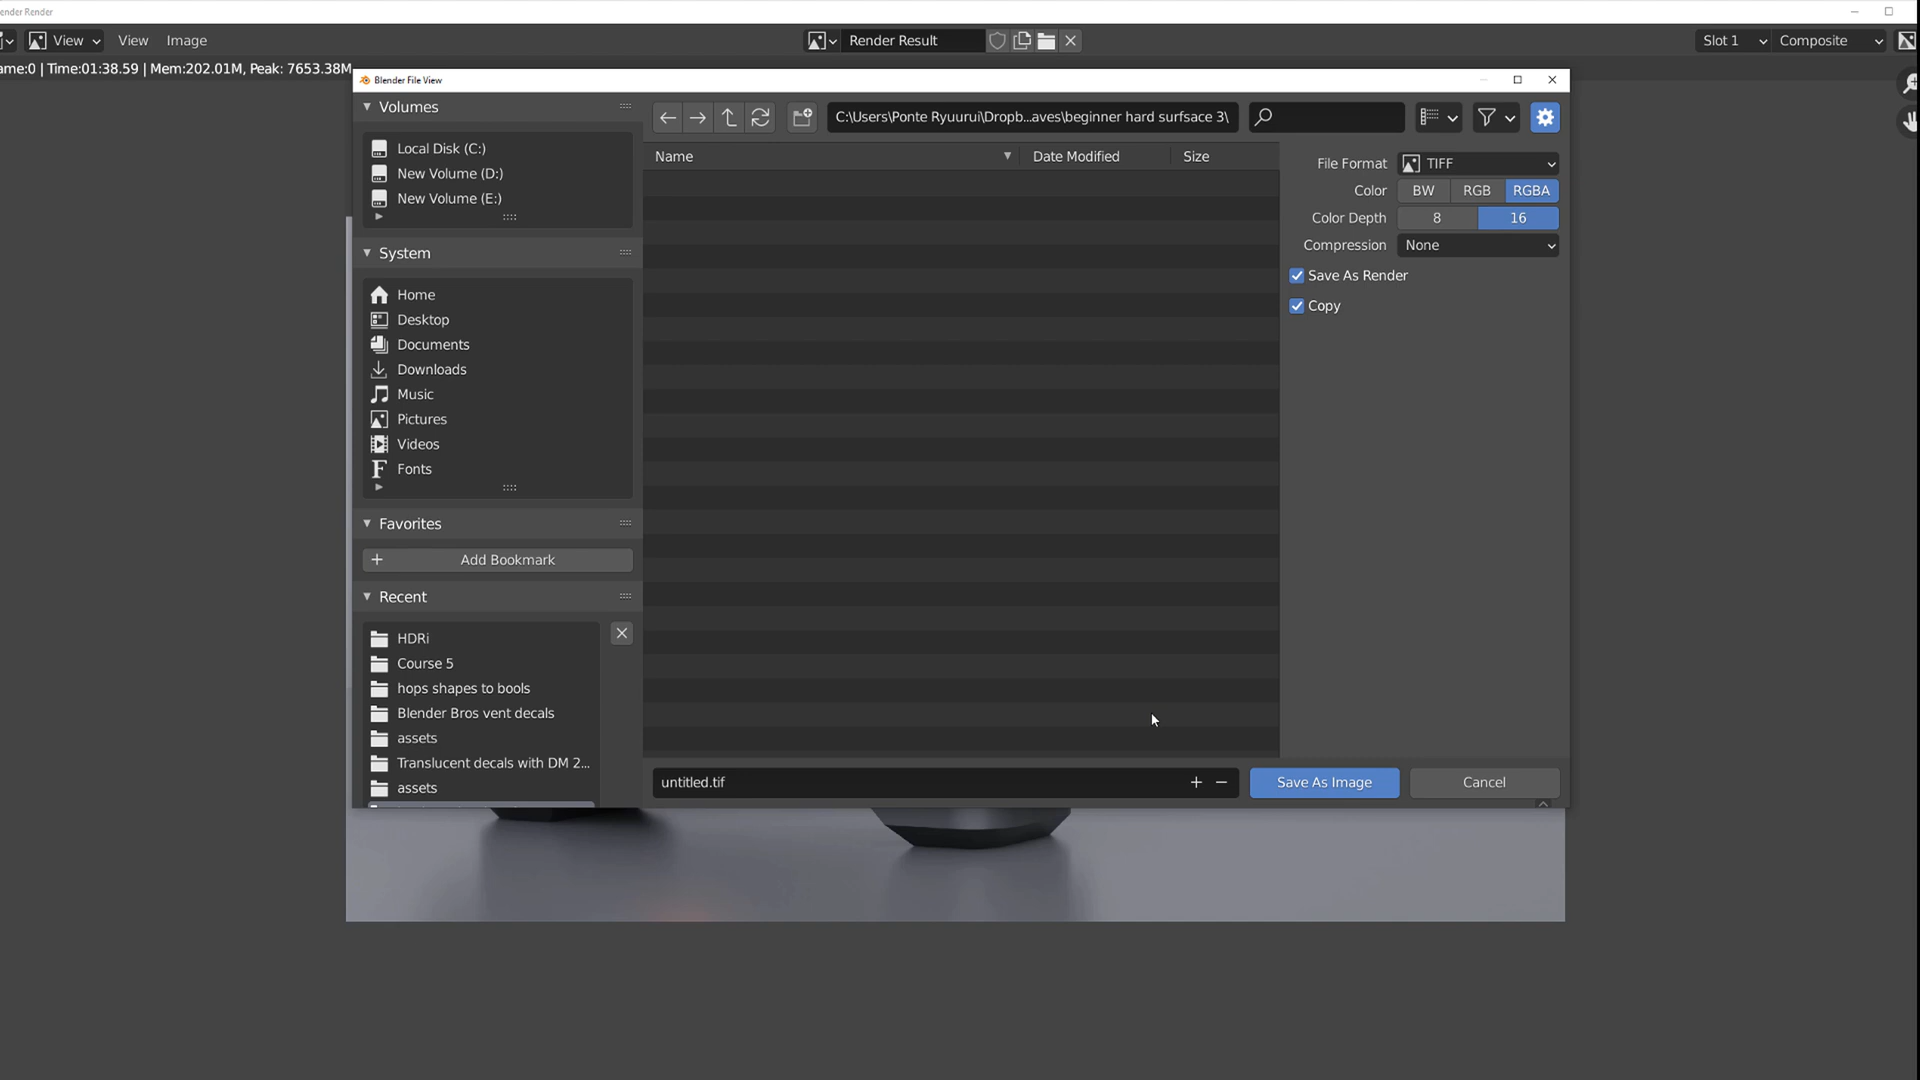 ender Render
View
View
Image
Render Result
Slot 1
Composite
ame:0 | Time:01:38.59 | Mem:202.01M, Peak: 7653.38M
Blender File View
Volumes
Local Disk (C:)
New Volume (D:)
New Volume (E:)
System
Home
Desktop
Documents
Downloads
Music
Pictures
Videos
Fonts
Favorites
Add Bookmark
Recent
HDRi
Course 5
hops shapes to bools
Blender Bros vent decals
assets
Translucent decals with DM 2...
assets
C:\Users\Ponte Ryuurui\Dropb...aves\beginner hard surfsace 3\
Name
Date Modified
Size
untitled.tif
File Format
TIFF
Color
BW
RGB
RGBA
Color Depth
8
16
Compression
None
Save As Render
Copy
Save As Image
Cancel